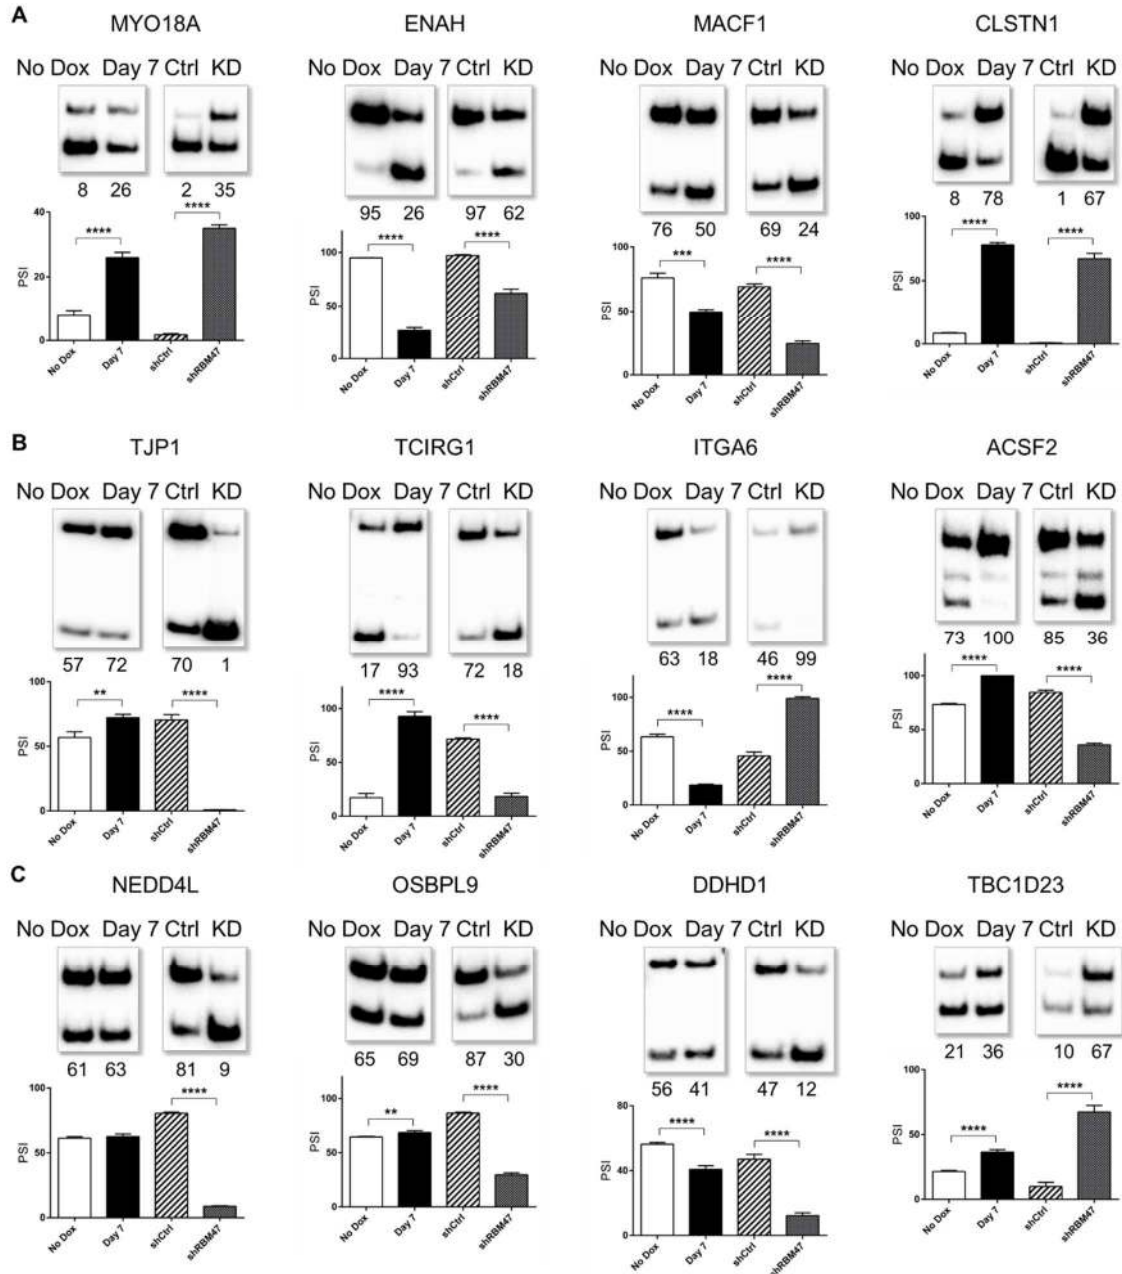 A
MYO18A ENAH MACF1 CLSTN1
No Dox Day 7 Ctrl KD No Dox Day 7 Ctrl KD No Dox Day 7 Ctrl KD No Dox Day 7 Ctrl KD
8 26 2 35 95 26 97 62 76 50 69 24 8 78 1 67
40 **** **** 100 **** **** 100 *** **** 100 **** ****
20 50 50 50
PSI PSI PSI PSI
0 0 0 0
No Dox Day 7 shCtrl shRBM47 No Dox Day 7 shCtrl shRBM47 No Dox Day 7 shCtrl shRBM47 No Dox Day 7 shCtrl shRBM47
B
TJP1 TCIRG1 ITGA6 ACSF2
No Dox Day 7 Ctrl KD No Dox Day 7 Ctrl KD No Dox Day 7 Ctrl KD No Dox Day 7 Ctrl KD
57 72 70 1 17 93 72 18 63 18 46 99 73 100 85 36
100 ** **** 100 **** **** 100 **** **** 100 **** ****
50 50 50 50
PSI PSI PSI PSI
0 0 0 0
No Dox Day 7 shCtrl shRBM47 No Dox Day 7 shCtrl shRBM47 No Dox Day 7 shCtrl shRBM47 No Dox Day 7 shCtrl shRBM47
C
NEDD4L OSBPL9 DDHD1 TBC1D23
No Dox Day 7 Ctrl KD No Dox Day 7 Ctrl KD No Dox Day 7 Ctrl KD No Dox Day 7 Ctrl KD
61 63 81 9 65 69 87 30 56 41 47 12 21 36 10 67
100 **** 100 ** **** 80 **** **** 100 **** ****
50 50 40 50
PSI PSI PSI PSI
0 0 0 0
No Dox Day 7 shCtrl shRBM47 No Dox Day 7 shCtrl shRBM47 No Dox Day 7 shCtrl shRBM47 No Dox Day 7 shCtrl shRBM47